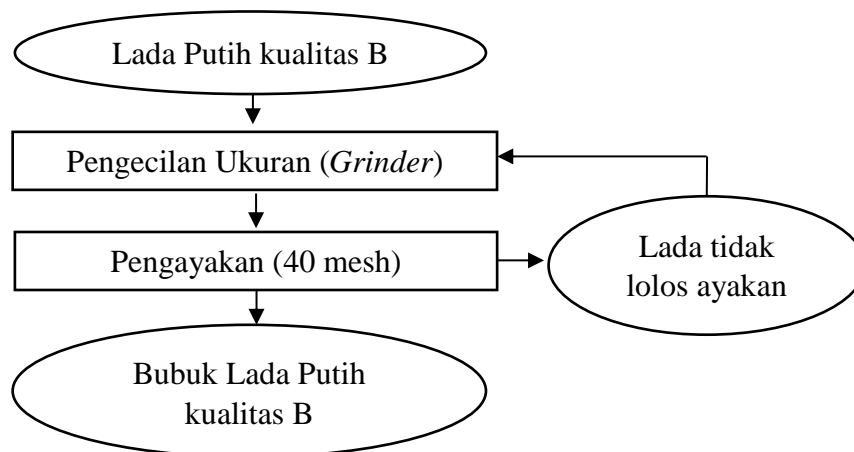 Lada Putih kualitas B
Pengecilan Ukuran (Grinder)
Pengayakan (40 mesh)
Lada tidak
lolos ayakan
Bubuk Lada Putih
kualitas B